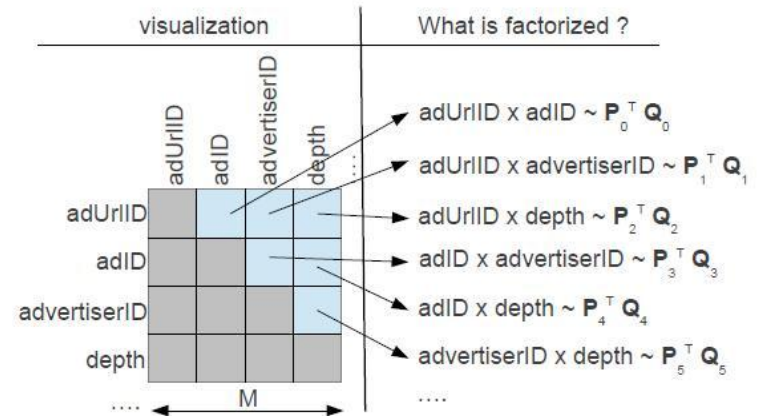 visualization
What is factorized ?
adUrlID
adID
advertiserID
depth
....
adUrlID
adID
advertiserID
depth
....
M
adUrlID x adID ~ P₀ᵀ Q₀
adUrlID x advertiserID ~ P₁ᵀ Q₁
adUrlID x depth ~ P₂ᵀ Q₂
adID x advertiserID ~ P₃ᵀ Q₃
adID x depth ~ P₄ᵀ Q₄
advertiserID x depth ~ P₅ᵀ Q₅
....